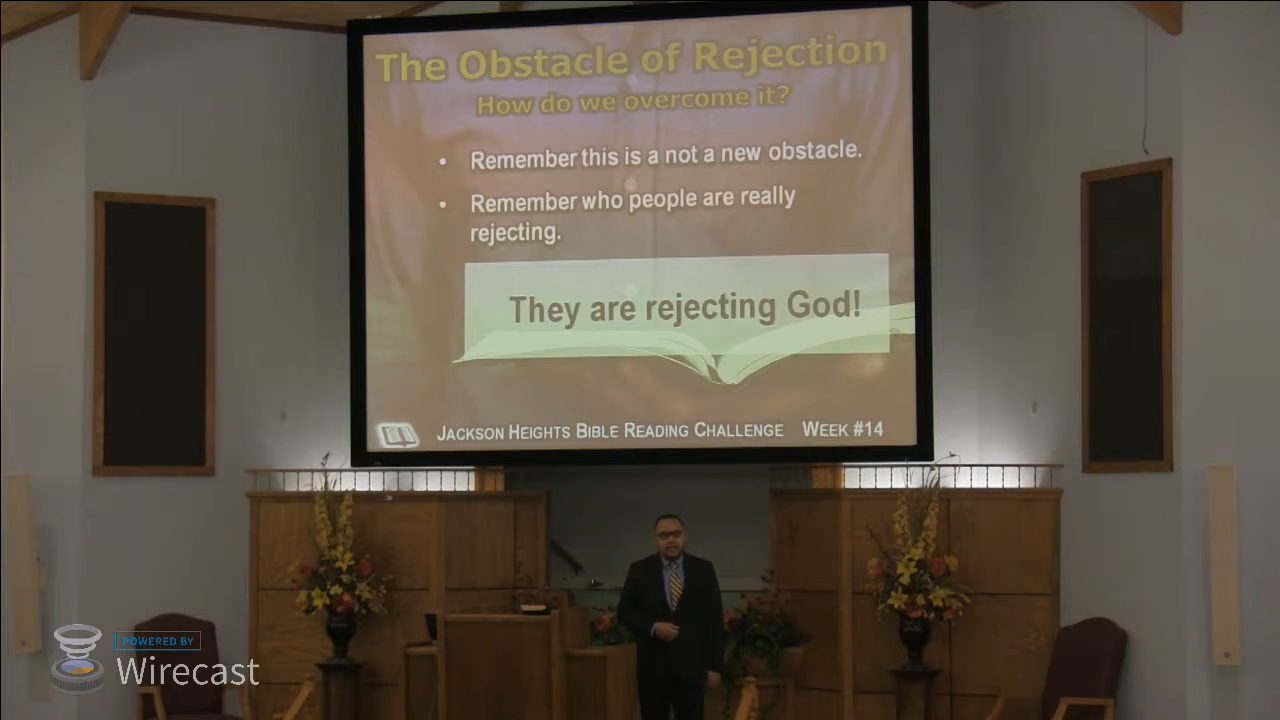 The Obstacle of Rejection
How do we overcome it?
• Remember this is a not a new obstacle.
• Remember who people are really
rejecting.
They are rejecting God!
JACKSON HEIGHTS BIBLE READING CHALLENGE WEEK #14
POWERED BY
Wirecast